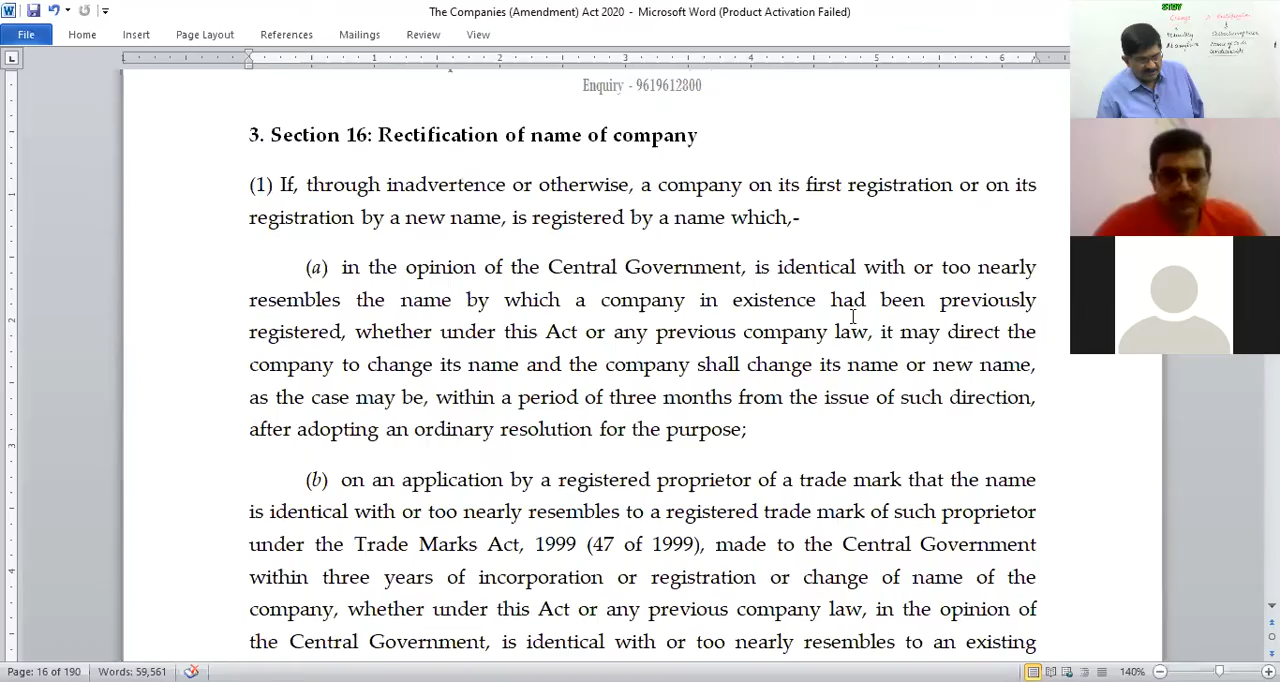 The Companies (Amendment) Act 2020 - Microsoft Word (Product Activation Failed)
File Home Insert Page Layout References Mailings Review View
1 2 3 4 5 6
Enquiry - 9619612800
3. Section 16: Rectification of name of company
(1) If, through inadvertence or otherwise, a company on its first registration or on its
registration by a new name, is registered by a name which,-
(a) in the opinion of the Central Government, is identical with or too nearly
resembles the name by which a company in existence had been previously
registered, whether under this Act or any previous company law, it may direct the
company to change its name and the company shall change its name or new name,
as the case may be, within a period of three months from the issue of such direction,
after adopting an ordinary resolution for the purpose;
(b) on an application by a registered proprietor of a trade mark that the name
is identical with or too nearly resembles to a registered trade mark of such proprietor
under the Trade Marks Act, 1999 (47 of 1999), made to the Central Government
within three years of incorporation or registration or change of name of the
company, whether under this Act or any previous company law, in the opinion of
the Central Government, is identical with or too nearly resembles to an existing
Page: 16 of 190 Words: 59,561 140%
STUDY